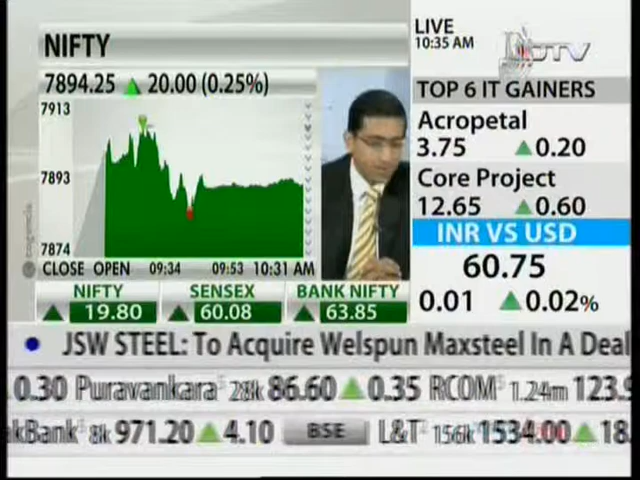 NIFTY
7894.25 20.00 (0.25%)
7913
7893
7874
CLOSE OPEN 09:34 09:53 10:31 AM
NIFTY SENSEX BANK NIFTY
19.80 60.08 63.85
LIVE
10:35 AM
NDTV
TOP 6 IT GAINERS
Acropetal
3.75 0.20
Core Project
12.65 0.60
INR VS USD
60.75
0.01 0.02%
JSW STEEL: To Acquire Welspun Maxsteel In A Deal
0.30 Puravankara 28k 86.60 0.35 RCOM 1.24m 123.9
akBank 8k 971.20 4.10 BSE L&T 156k 1534.00 18